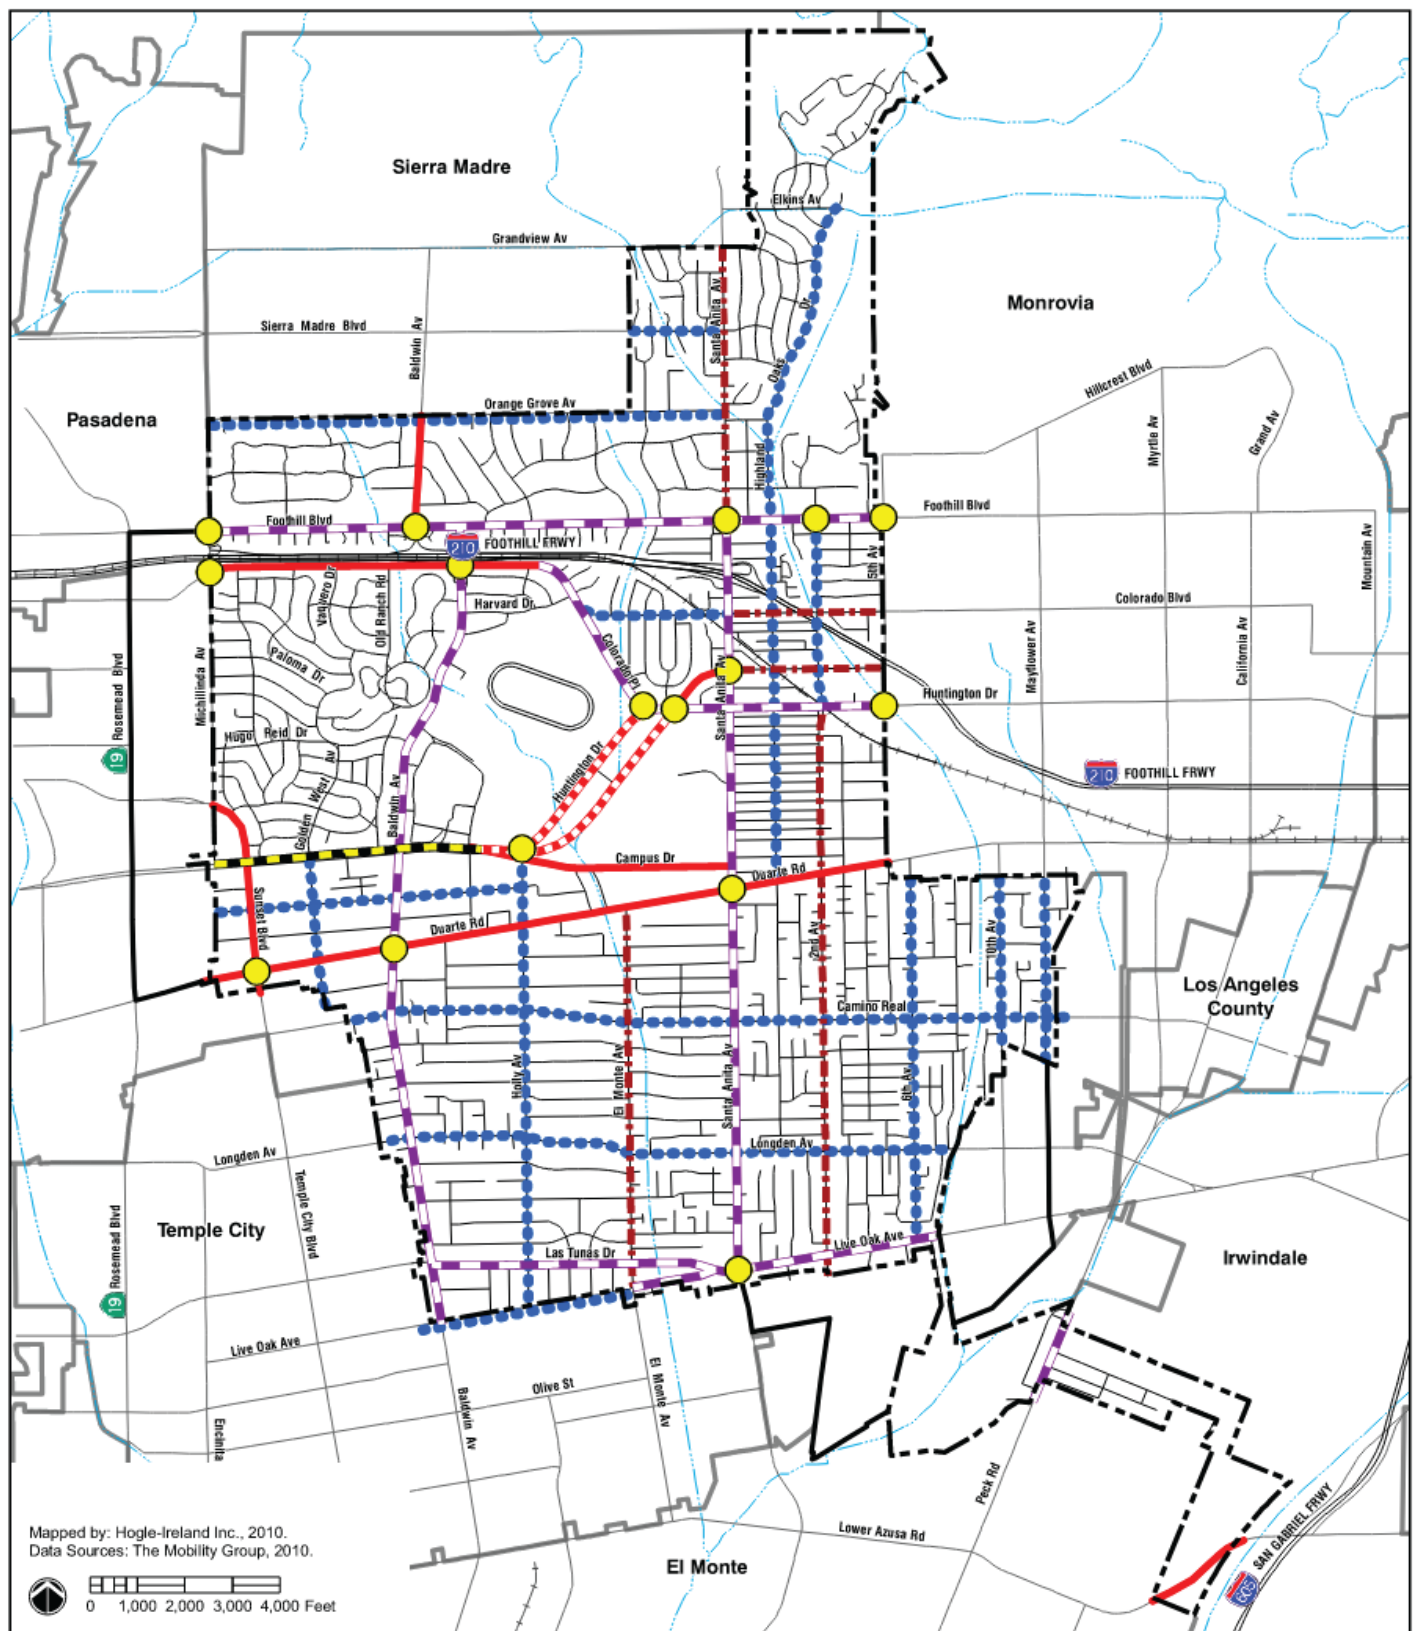 Sierra Madre
Elkins Av
Grandview Av
Monrovia
Santa Anita Av
Sierra Madre Blvd
Baldwin Av
Oaks Dr
Hillcrest Blvd
Pasadena
Orange Grove Av
Myrtle Av
Grand Av
Highland
Foothill Blvd
Foothill Blvd
210
FOOTHILL FRWY
5th Av
Mountain Av
Vaquero Dr
Old Ranch Rd
Harvard Dr
Colorado Blvd
Colorado Pl
Mayflower Av
California Av
Rosemead Blvd
Michillinda Av
Paloma Dr
Santa Anita Av
Huntington Dr
19
Hugo Reid Dr
Huntington Dr
210
FOOTHILL FRWY
Golden West Av
Baldwin Av
Campus Dr
Duarte Rd
Sunset Blvd
Duarte Rd
2nd Av
10th Av
Los Angeles
County
Camino Real
Holly Av
El Monte Av
Santa Anita Av
6th Av
Longden Av
Longden Av
Temple City Blvd
Rosemead Blvd
Temple City
Las Tunas Dr
Live Oak Ave
Irwindale
19
Live Oak Ave
Olive St
El Monte Av
Baldwin Av
Encinita
Peck Rd
Lower Azusa Rd
SAN GABRIEL FRWY
605
El Monte
Mapped by: Hogle-Ireland Inc., 2010.
Data Sources: The Mobility Group, 2010.
0 1,000 2,000 3,000 4,000 Feet